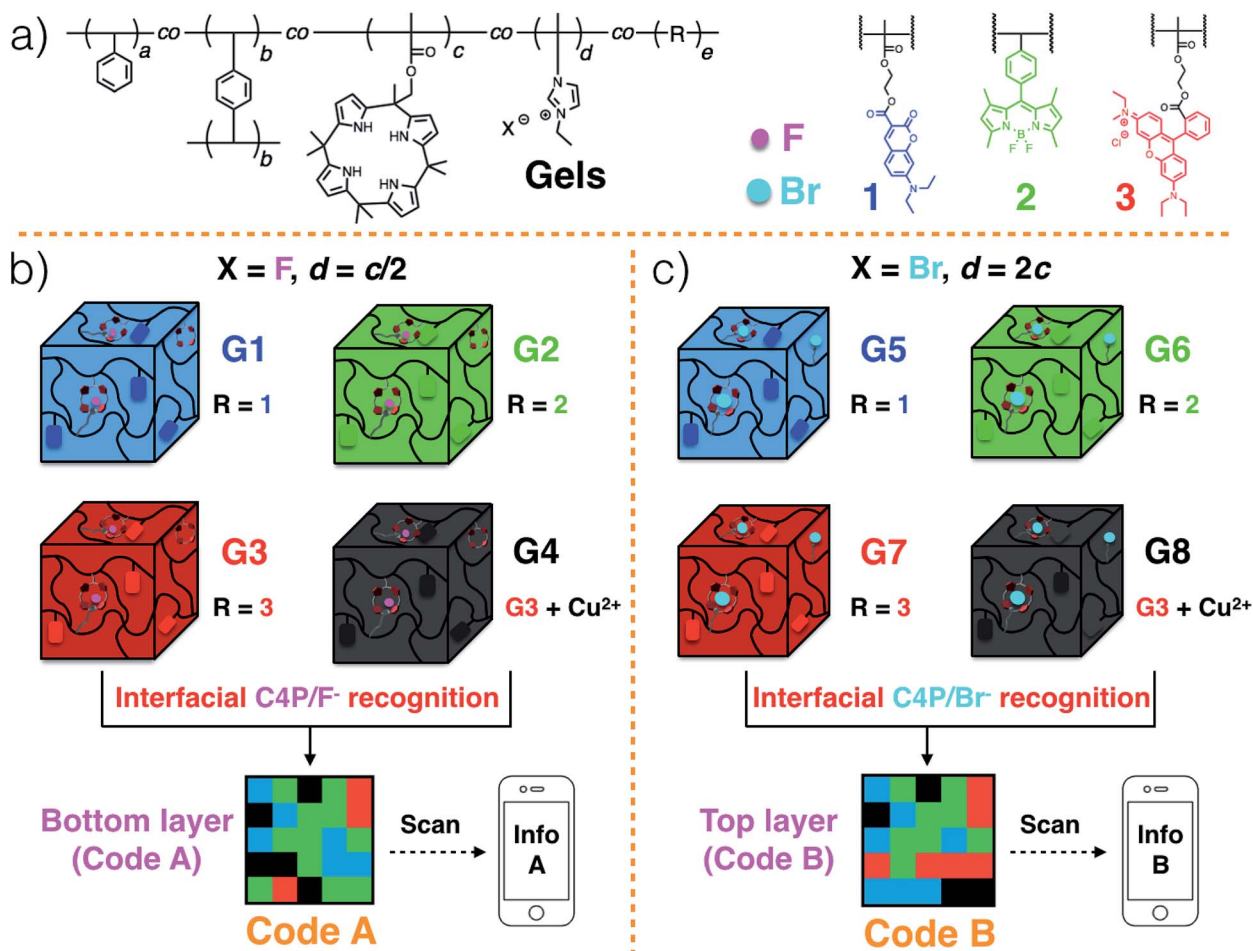 a)
a co b co c co d co R e
O
O
NH
HN
NH
HN
N
N
X ⊖ ⊕
Gels
F
Br
O
O
O
O
O
O
N
1
N N
B
F F
2
O
O
O
N
⊕
Cl ⊖
O
N
3
b)
X = F, d = c/2
G1
R = 1
G2
R = 2
G3
R = 3
G4
G3 + Cu²⁺
Interfacial C4P/F⁻ recognition
Bottom layer
(Code A)
Scan
Info
A
Code A
c)
X = Br, d = 2c
G5
R = 1
G6
R = 2
G7
R = 3
G8
G3 + Cu²⁺
Interfacial C4P/Br⁻ recognition
Top layer
(Code B)
Scan
Info
B
Code B